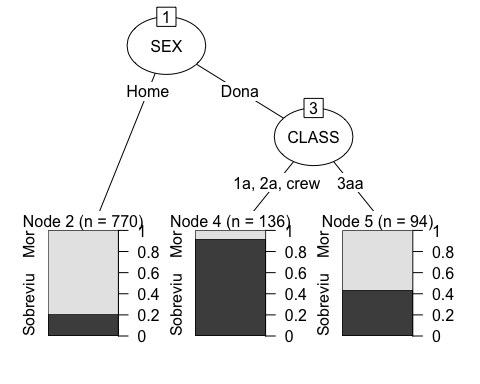 1
SEX
Home
Dona
3
CLASS
1a, 2a, crew
3aa
Node 2 (n = 770)
Sobreviu
Mor
1
0.8
0.6
0.4
0.2
0
Node 4 (n = 136)
Sobreviu
Mor
1
0.8
0.6
0.4
0.2
0
Node 5 (n = 94)
Sobreviu
Mor
1
0.8
0.6
0.4
0.2
0